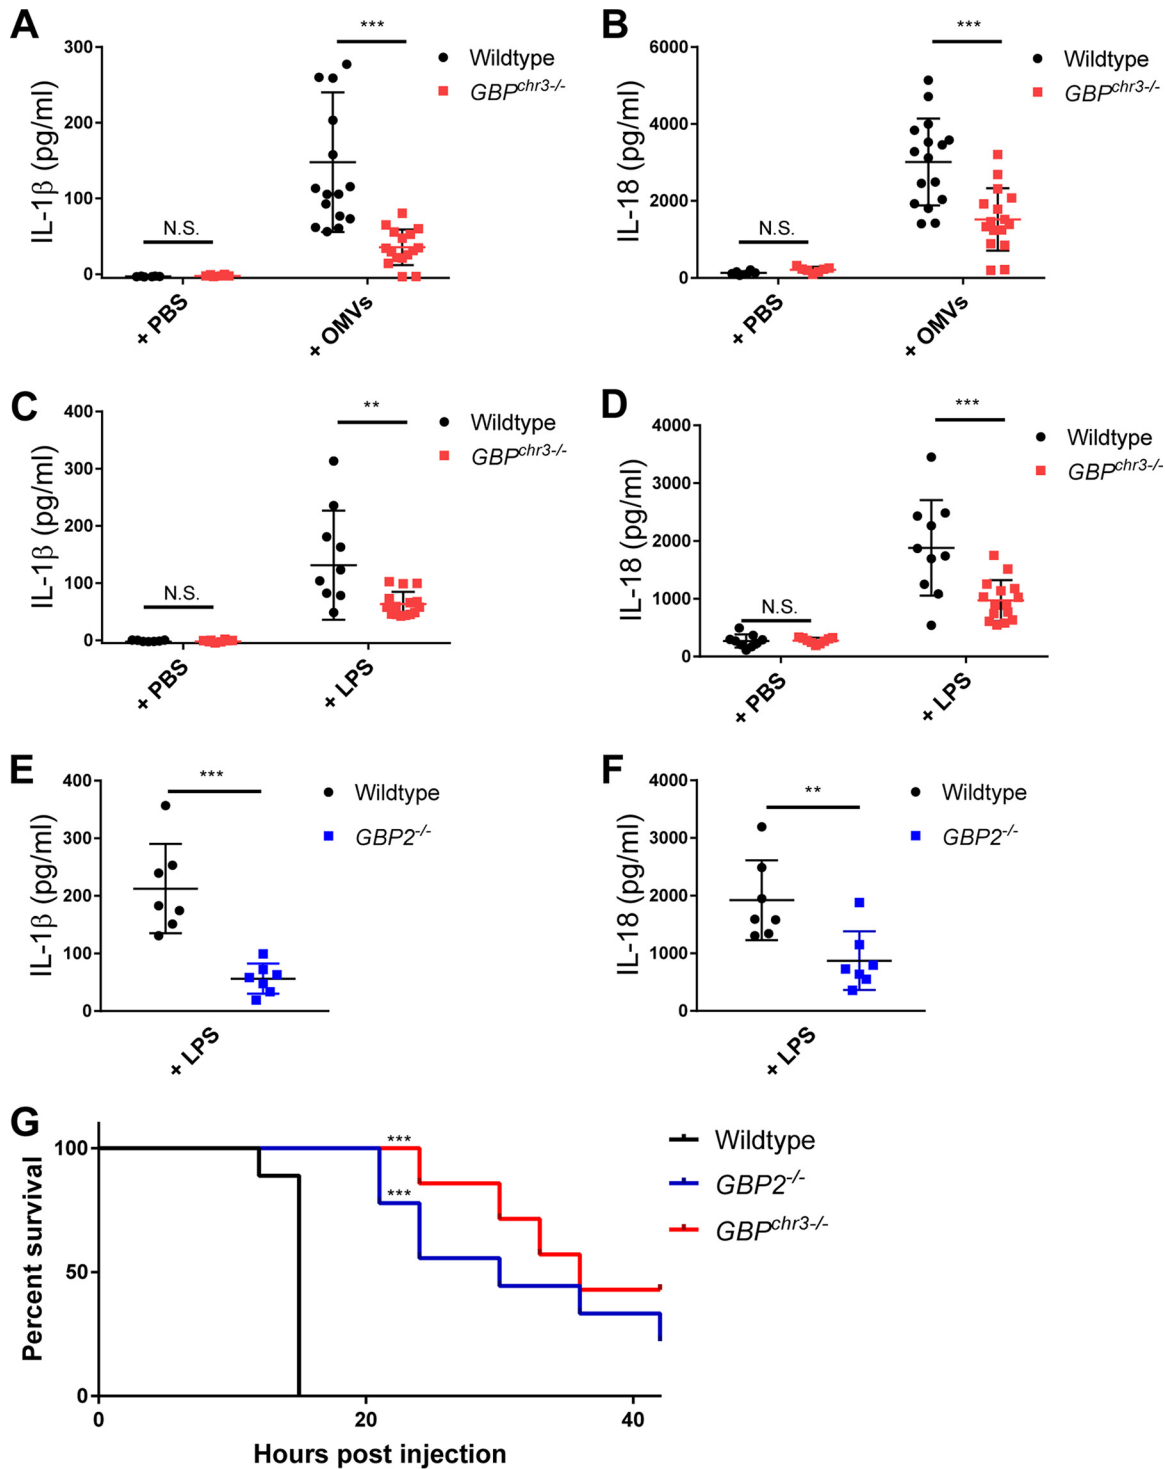 A
IL-1β (pg/ml)
300
200
100
0
N.S.
***
+ PBS
+ OMVs
Wildtype
GBPchr3-/-
B
IL-18 (pg/ml)
6000
4000
2000
0
N.S.
***
+ PBS
+ OMVs
Wildtype
GBPchr3-/-
C
IL-1β (pg/ml)
400
300
200
100
0
N.S.
**
+ PBS
+ LPS
Wildtype
GBPchr3-/-
D
IL-18 (pg/ml)
4000
3000
2000
1000
0
N.S.
***
+ PBS
+ LPS
Wildtype
GBPchr3-/-
E
IL-1β (pg/ml)
400
300
200
100
0
***
+ LPS
Wildtype
GBP2-/-
F
IL-18 (pg/ml)
4000
3000
2000
1000
0
**
+ LPS
Wildtype
GBP2-/-
G
Percent survival
100
50
0
***
***
0
20
40
Hours post injection
Wildtype
GBP2-/-
GBPchr3-/-